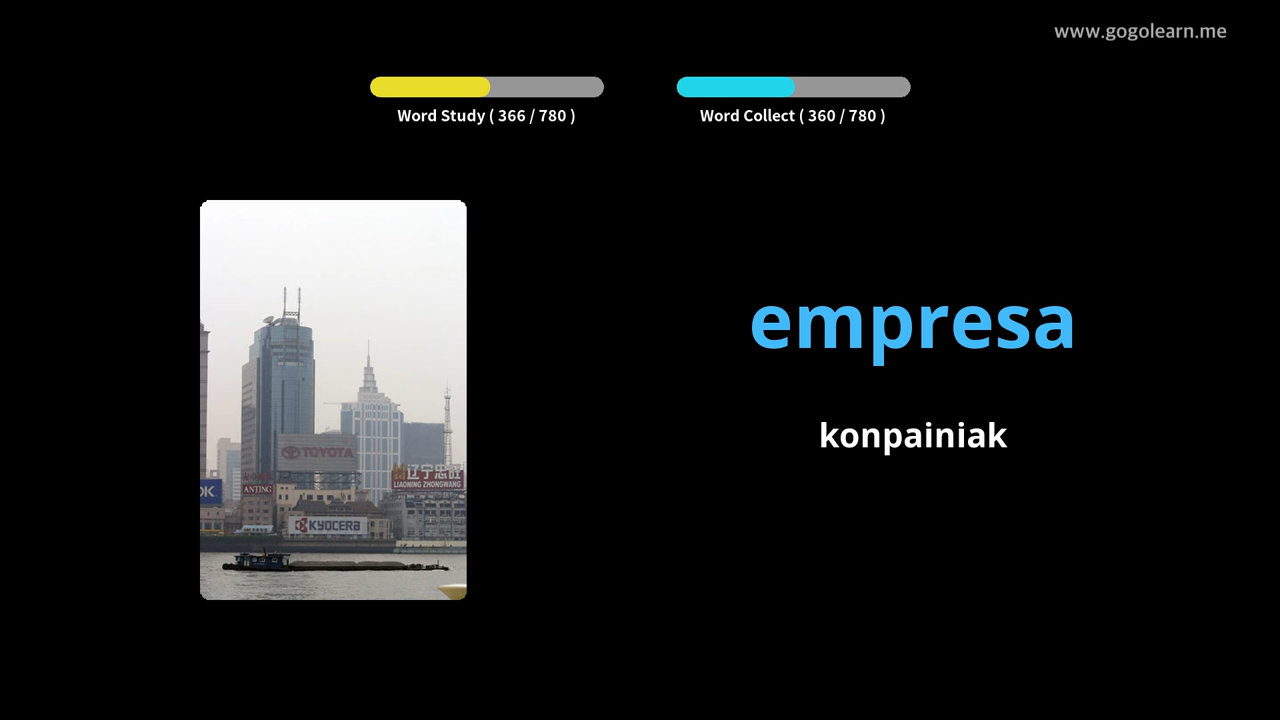 www.gogolearn.me
Word Study ( 366 / 780 )
Word Collect ( 360 / 780 )
empresa
konpainiak
TOYOTA
辽宁忠旺
LIAONING ZHONGWANG
OK
ANTING
KYOCERA